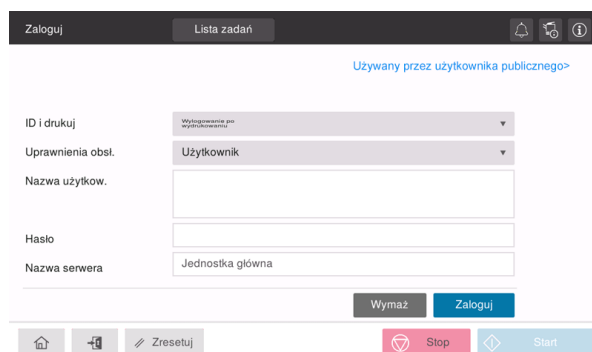 Zaloguj
Lista zadań
Używany przez użytkownika publicznego>
ID i drukuj
Wylogowanie po
wydrukowaniu
Uprawnienia obsł.
Użytkownik
Nazwa użytkow.
Hasło
Nazwa serwera
Jednostka główna
Wymaż
Zaloguj
Zresetuj
Stop
Start